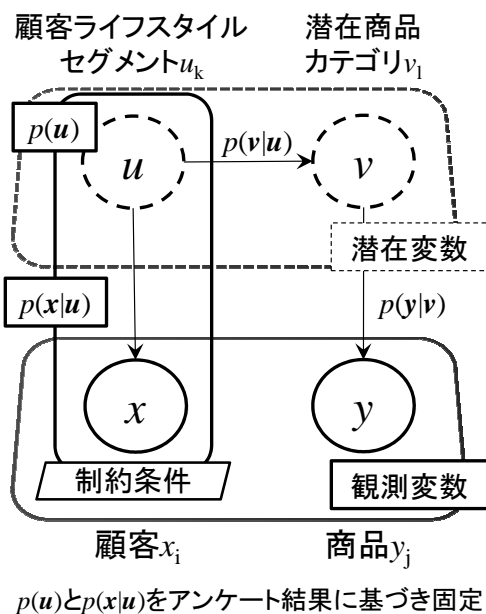 顧客ライフスタイル
セグメントu_k
潜在商品
カテゴリv_l
p(u)
u
p(v|u)
v
潜在変数
p(x|u)
p(y|v)
x
y
制約条件
観測変数
顧客x_i
商品y_j
p(u)とp(x|u)をアンケート結果に基づき固定